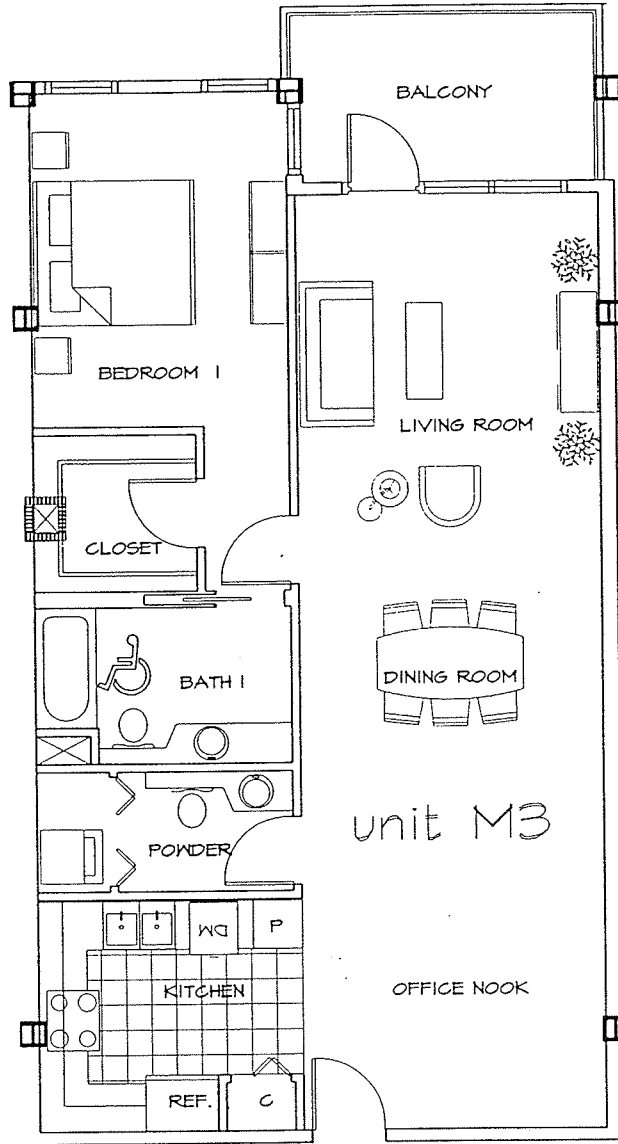 BALCONY
BEDROOM 1
LIVING ROOM
CLOSET
DINING ROOM
BATH 1
unit M3
POWDER
DW
P
KITCHEN
OFFICE NOOK
REF.
C